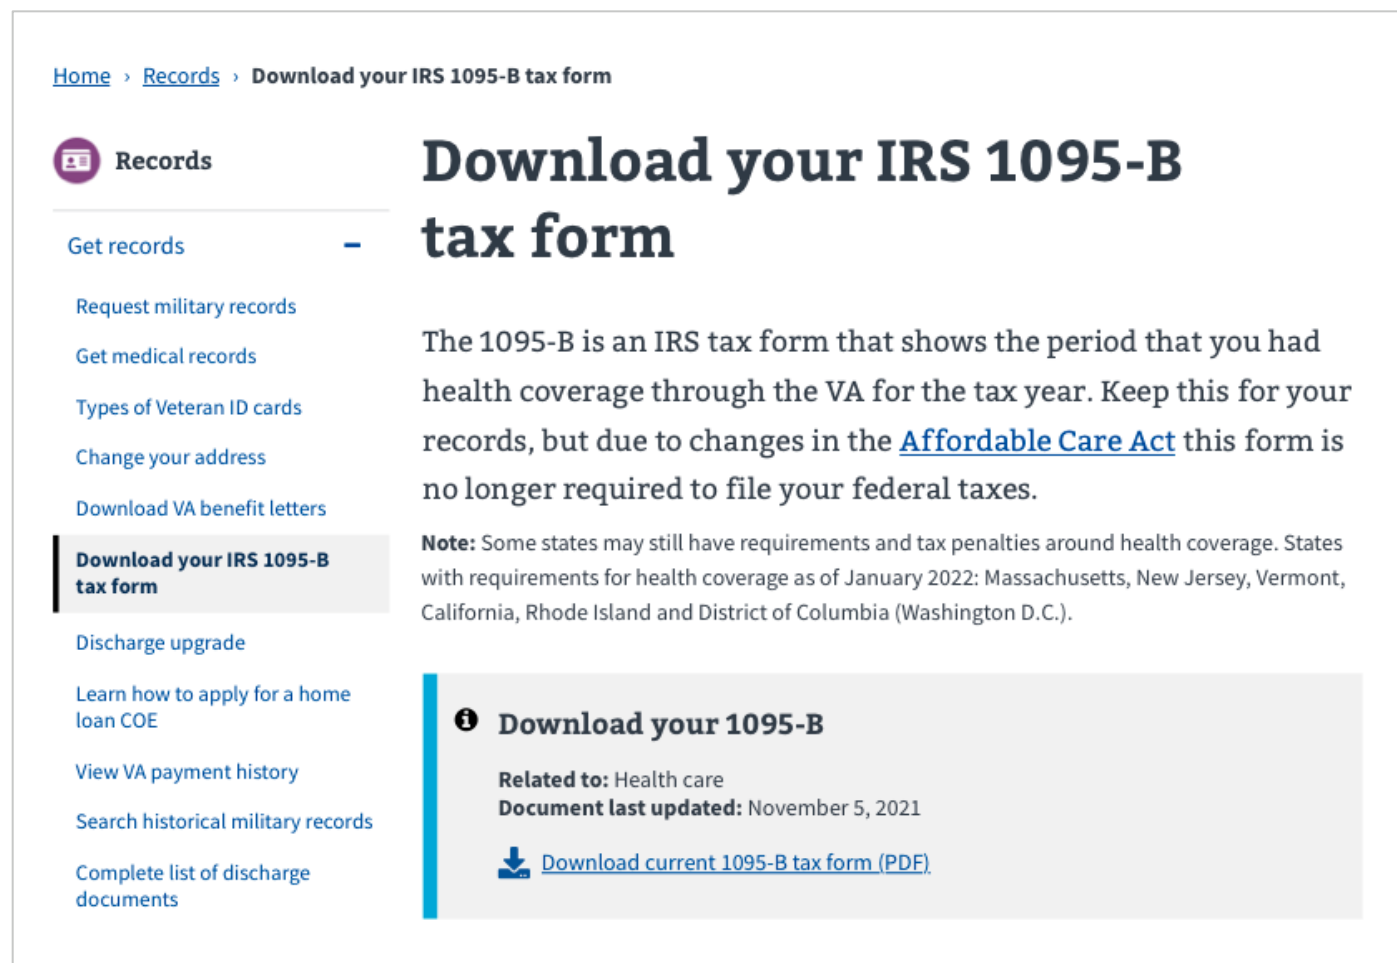 Home › Records › Download your IRS 1095-B tax form
Records
Get records
Request military records
Get medical records
Types of Veteran ID cards
Change your address
Download VA benefit letters
Download your IRS 1095-B
tax form
Discharge upgrade
Learn how to apply for a home
loan COE
View VA payment history
Search historical military records
Complete list of discharge
documents
Download your IRS 1095-B
tax form
The 1095-B is an IRS tax form that shows the period that you had
health coverage through the VA for the tax year. Keep this for your
records, but due to changes in the Affordable Care Act this form is
no longer required to file your federal taxes.
Note: Some states may still have requirements and tax penalties around health coverage. States
with requirements for health coverage as of January 2022: Massachusetts, New Jersey, Vermont,
California, Rhode Island and District of Columbia (Washington D.C.).
Download your 1095-B
Related to: Health care
Document last updated: November 5, 2021
Download current 1095-B tax form (PDF)